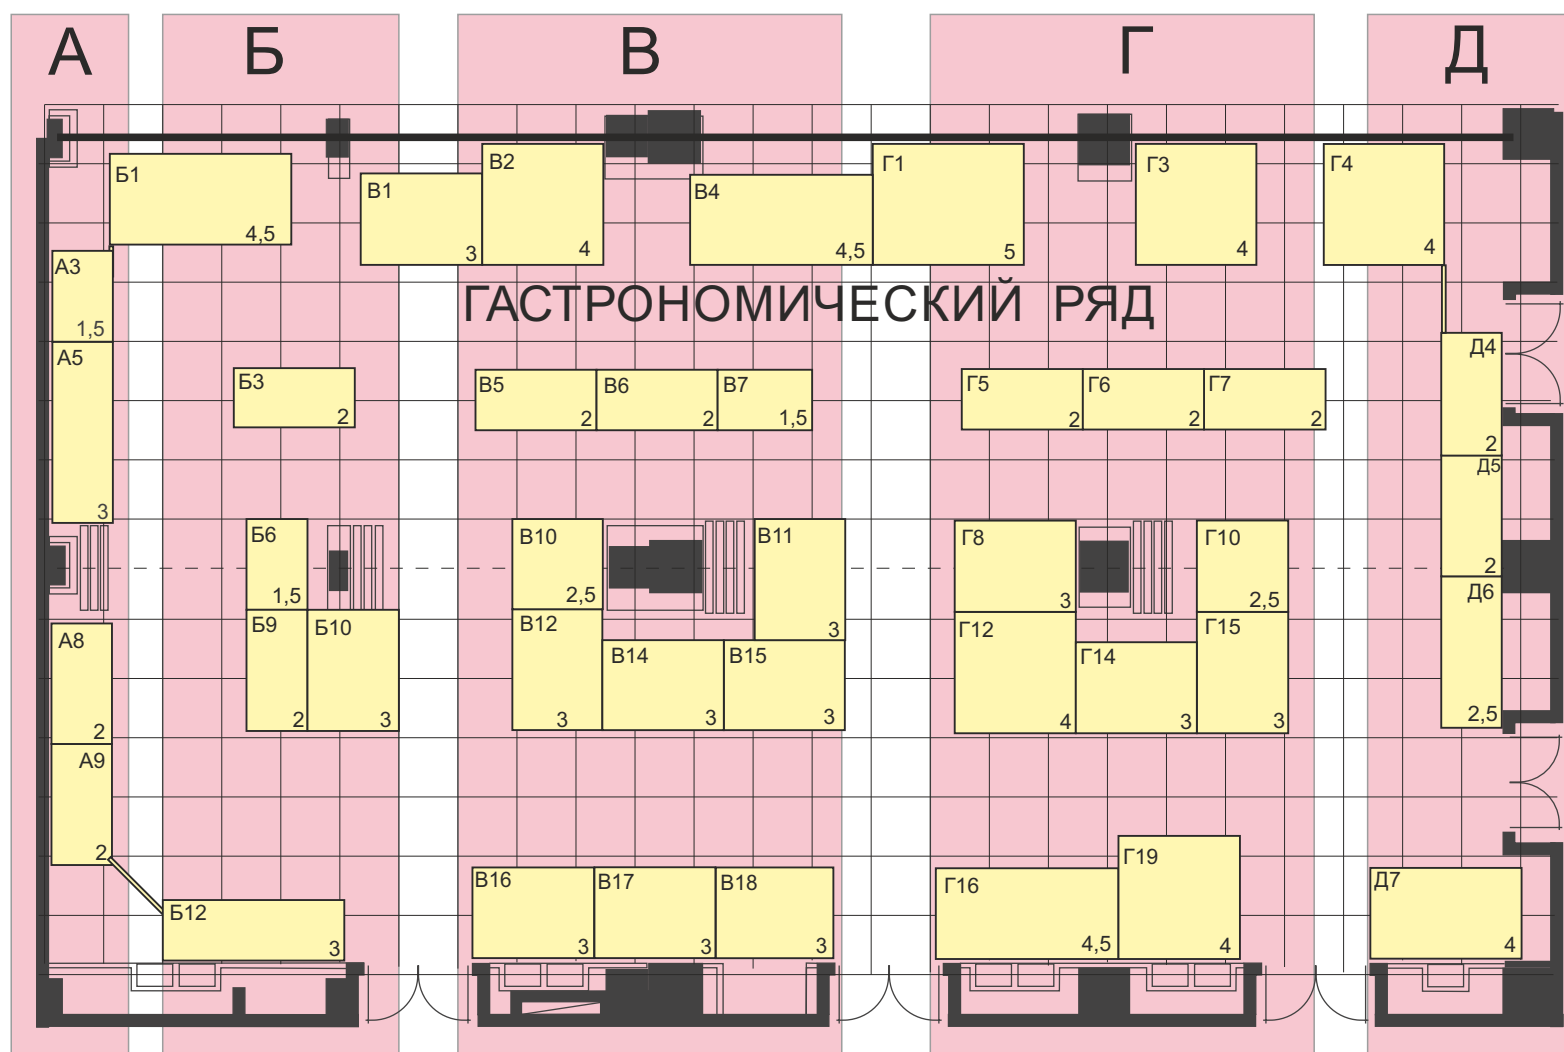 А Б В Г Д
Б1
4,5
В1
3
В2
4
В4
4,5
Г1
5
Г3
4
Г4
4
ГАСТРОНОМИЧЕСКИЙ РЯД
А3
1,5
А5
3
Б3
2
В5
2
В6
2
В7
1,5
Г5
2
Г6
2
Г7
2
Д4
2
Д5
2
Д6
2,5
Б6
1,5
Б9
2
Б10
3
В10
2,5
В11
3
В12
3
В14
3
В15
3
Г8
3
Г10
2,5
Г12
4
Г14
3
Г15
3
А8
2
А9
2
Б12
3
В16
3
В17
3
В18
3
Г16
4,5
Г19
4
Д7
4